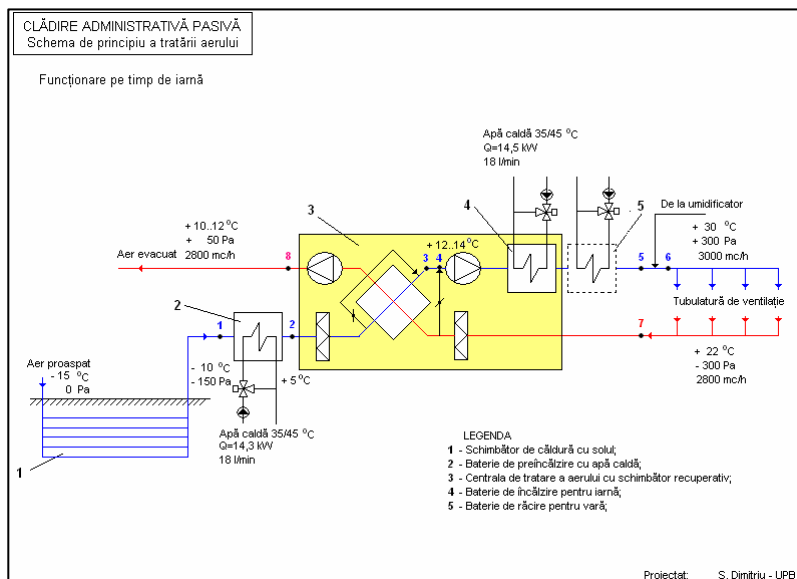 CLĂDIRE ADMINISTRATIVĂ PASIVĂ
Schema de principiu a tratării aerului
Funcționare pe timp de iarnă
Apă caldă 35/45 °C
Q=14,5 kW
18 l/min
De la umidificator
+ 10..12 °C
+ 50 Pa
2800 mc/h
Aer evacuat
8
3
+ 12..14°C
3 4
4
5
+ 30 °C
+ 300 Pa
3000 mc/h
5 6
Tubulatură de ventilație
7
+ 22 °C
- 300 Pa
2800 mc/h
2
1
2
Aer proaspat
- 15 °C
0 Pa
- 10 °C
- 150 Pa
+ 5 °C
Apă caldă 35/45 °C
Q=14,3 kW
18 l/min
1
LEGENDA
1 - Schimbător de căldură cu solul;
2 - Baterie de preîncălzire cu apă caldă;
3 - Centrala de tratare a aerului cu schimbător recuperativ;
4 - Baterie de încălzire pentru iarnă;
5 - Baterie de răcire pentru vară;
Proiectat: S. Dimitriu - UPB